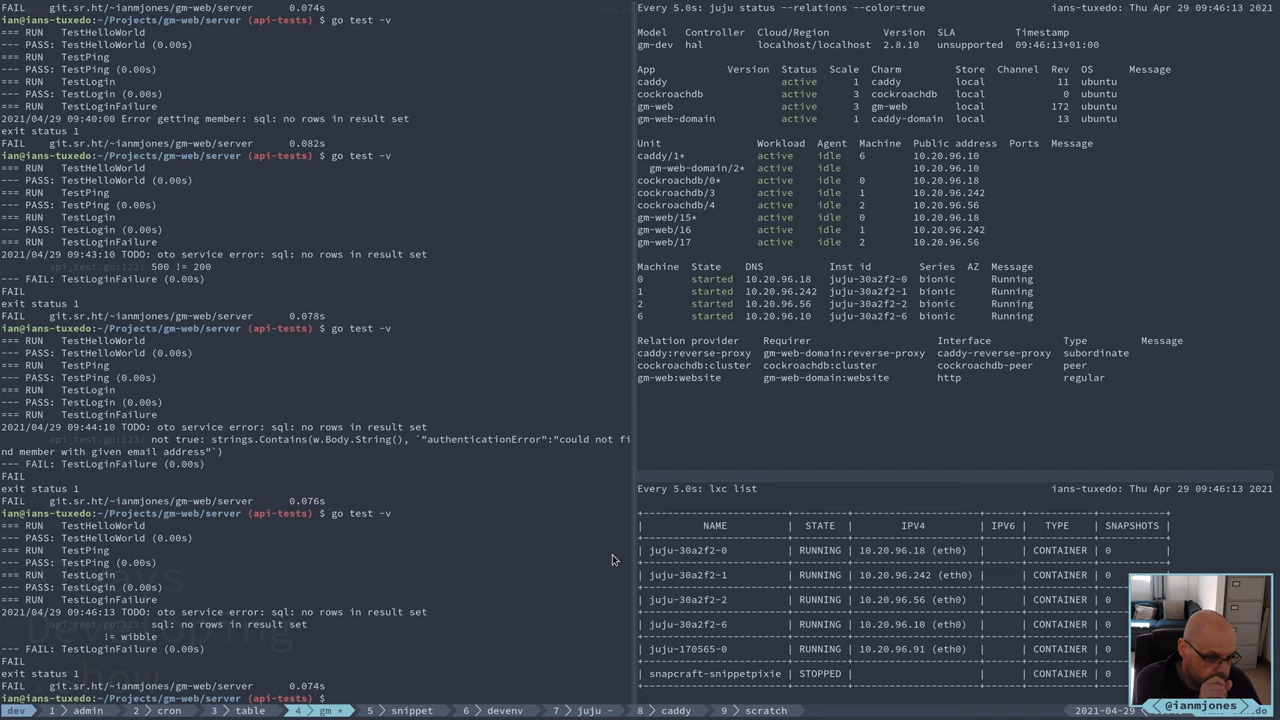 FAIL    git.sr.ht/~ianmjones/gm-web/server      0.074s
ian@ians-tuxedo:~/Projects/gm-web/server (api-tests) $ go test -v
=== RUN   TestHelloWorld
--- PASS: TestHelloWorld (0.00s)
=== RUN   TestPing
--- PASS: TestPing (0.00s)
=== RUN   TestLogin
--- PASS: TestLogin (0.00s)
=== RUN   TestLoginFailure
2021/04/29 09:40:00 Error getting member: sql: no rows in result set
exit status 1
FAIL    git.sr.ht/~ianmjones/gm-web/server      0.082s
ian@ians-tuxedo:~/Projects/gm-web/server (api-tests) $ go test -v
=== RUN   TestHelloWorld
--- PASS: TestHelloWorld (0.00s)
=== RUN   TestPing
--- PASS: TestPing (0.00s)
=== RUN   TestLogin
--- PASS: TestLogin (0.00s)
=== RUN   TestLoginFailure
2021/04/29 09:43:10 TODO: oto service error: sql: no rows in result set
api_test.go:122: 500 != 200
--- FAIL: TestLoginFailure (0.00s)
FAIL
exit status 1
FAIL    git.sr.ht/~ianmjones/gm-web/server      0.078s
ian@ians-tuxedo:~/Projects/gm-web/server (api-tests) $ go test -v
=== RUN   TestHelloWorld
--- PASS: TestHelloWorld (0.00s)
=== RUN   TestPing
--- PASS: TestPing (0.00s)
=== RUN   TestLogin
--- PASS: TestLogin (0.00s)
=== RUN   TestLoginFailure
2021/04/29 09:44:10 TODO: oto service error: sql: no rows in result set
api_test.go:123: not true: strings.Contains(w.Body.String(), `"authenticationError":"could not fi
nd member with given email address"`)
--- FAIL: TestLoginFailure (0.00s)
FAIL
exit status 1
FAIL    git.sr.ht/~ianmjones/gm-web/server      0.076s
ian@ians-tuxedo:~/Projects/gm-web/server (api-tests) $ go test -v
=== RUN   TestHelloWorld
--- PASS: TestHelloWorld (0.00s)
=== RUN   TestPing
--- PASS: TestPing (0.00s)
=== RUN   TestLogin
--- PASS: TestLogin (0.00s)
=== RUN   TestLoginFailure
2021/04/29 09:46:13 TODO: oto service error: sql: no rows in result set
sql: no rows in result set
!= wibble
--- FAIL: TestLoginFailure (0.00s)
FAIL
exit status 1
FAIL    git.sr.ht/~ianmjones/gm-web/server      0.074s
ian@ians-tuxedo:~/Projects/gm-web/server (api-tests) $
Every 5.0s: juju status --relations --color=true    ians-tuxedo: Thu Apr 29 09:46:13 2021
Model   Controller  Cloud/Region         Version  SLA          Timestamp
gm-dev  hal         localhost/localhost  2.8.10   unsupported  09:46:13+01:00
App            Version  Status  Scale  Charm         Store  Channel  Rev  OS      Message
caddy                   active      1  caddy         local            11  ubuntu
cockroachdb             active      3  cockroachdb   local             0  ubuntu
gm-web                  active      3  gm-web        local           172  ubuntu
gm-web-domain           active      1  caddy-domain  local            13  ubuntu
Unit                Workload  Agent  Machine  Public address  Ports  Message
caddy/1*            active    idle   6        10.20.96.10
gm-web-domain/2*  active    idle            10.20.96.10
cockroachdb/0*      active    idle   0        10.20.96.18
cockroachdb/3       active    idle   1        10.20.96.242
cockroachdb/4       active    idle   2        10.20.96.56
gm-web/15*          active    idle   0        10.20.96.18
gm-web/16           active    idle   1        10.20.96.242
gm-web/17           active    idle   2        10.20.96.56
Machine  State    DNS           Inst id        Series  AZ  Message
0        started  10.20.96.18   juju-30a2f2-0  bionic      Running
1        started  10.20.96.242  juju-30a2f2-1  bionic      Running
2        started  10.20.96.56   juju-30a2f2-2  bionic      Running
6        started  10.20.96.10   juju-30a2f2-6  bionic      Running
Relation provider    Requirer                     Interface            Type         Message
caddy:reverse-proxy  gm-web-domain:reverse-proxy  caddy-reverse-proxy  subordinate
cockroachdb:cluster  cockroachdb:cluster          cockroachdb-peer     peer
gm-web:website       gm-web-domain:website        http                 regular
Every 5.0s: lxc list    ians-tuxedo: Thu Apr 29 09:46:13 2021
| NAME | STATE | IPV4 | IPV6 | TYPE | SNAPSHOTS |
| juju-30a2f2-0 | RUNNING | 10.20.96.18 (eth0) | | CONTAINER | 0 |
| juju-30a2f2-1 | RUNNING | 10.20.96.242 (eth0) | | CONTAINER | 0
| juju-30a2f2-2 | RUNNING | 10.20.96.56 (eth0) | | CONTAINER | 0
| juju-30a2f2-6 | RUNNING | 10.20.96.10 (eth0) | | CONTAINER | 0
| juju-170565-0 | RUNNING | 10.20.96.91 (eth0) | | CONTAINER | 0
| snapcraft-snippetpixie | STOPPED | | | CONTAINER | 0
dev  1 admin  2 cron  3 table  4 gm *  5 snippet  6 devenv  7 juju -  8 caddy  9 scratch  2021-04-29
<@ianmjones />